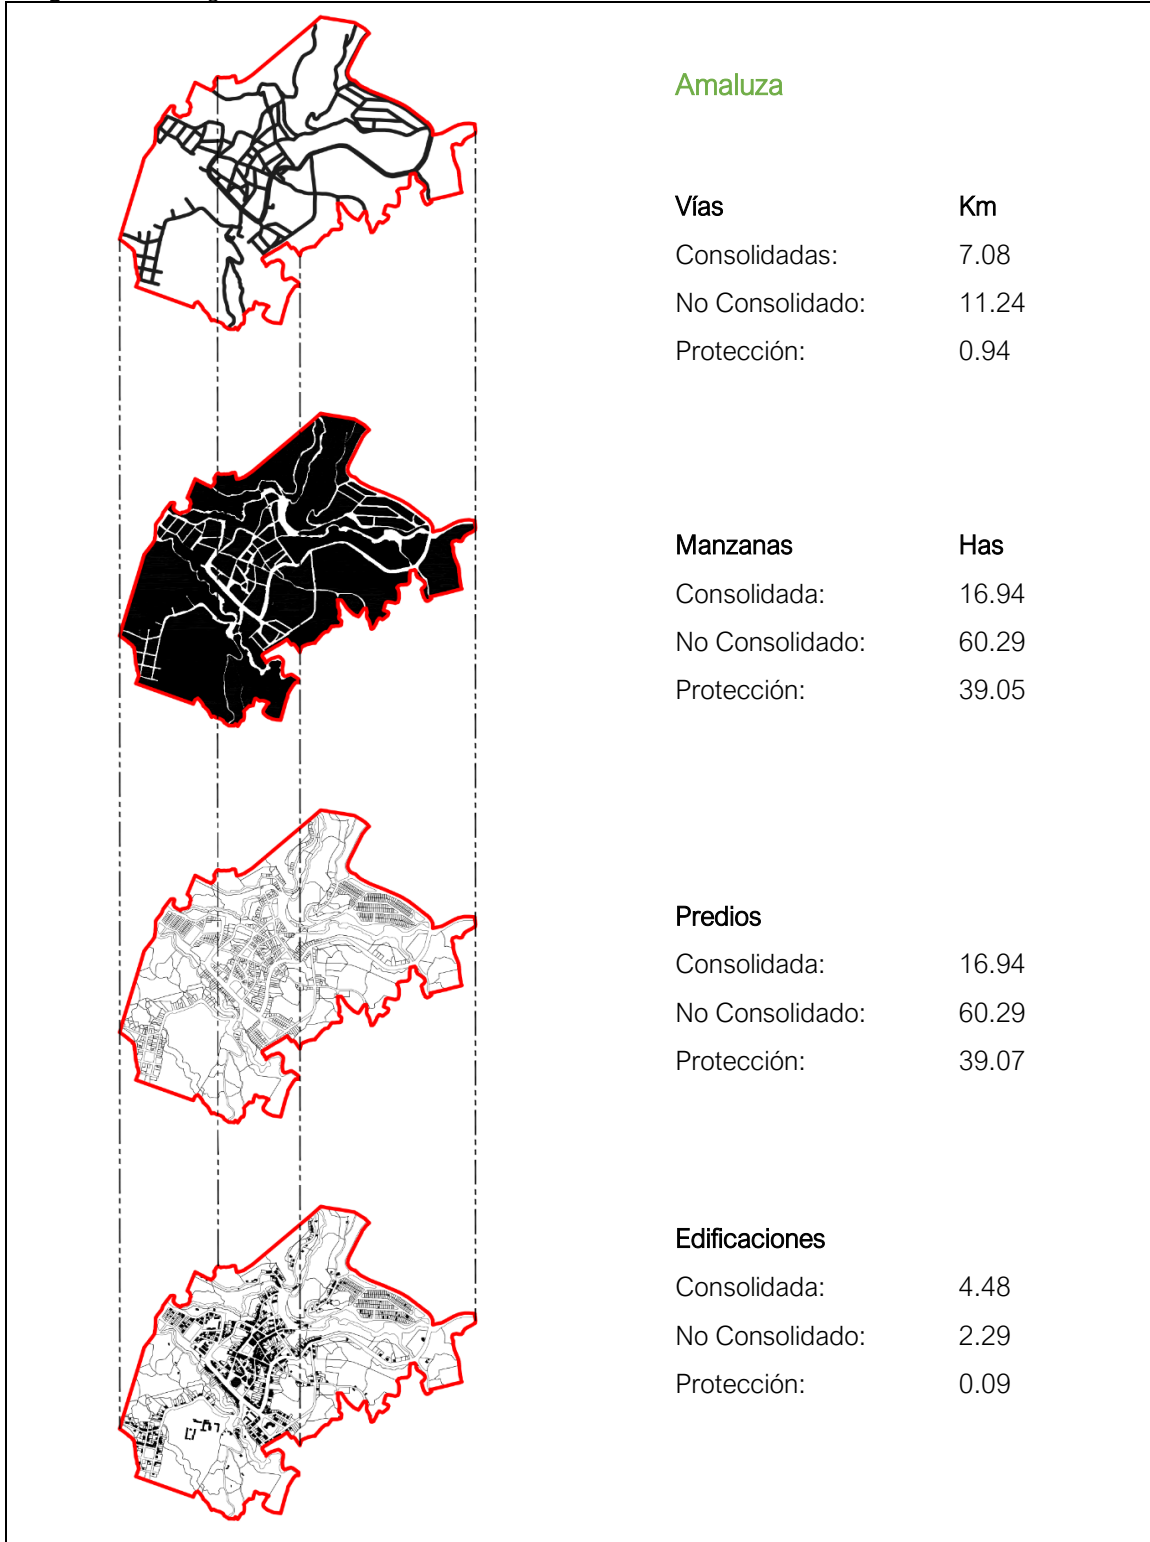 Amaluza
Vías Km
Consolidadas: 7.08
No Consolidado: 11.24
Protección: 0.94
Manzanas Has
Consolidada: 16.94
No Consolidado: 60.29
Protección: 39.05
Predios
Consolidada: 16.94
No Consolidado: 60.29
Protección: 39.07
Edificaciones
Consolidada: 4.48
No Consolidado: 2.29
Protección: 0.09